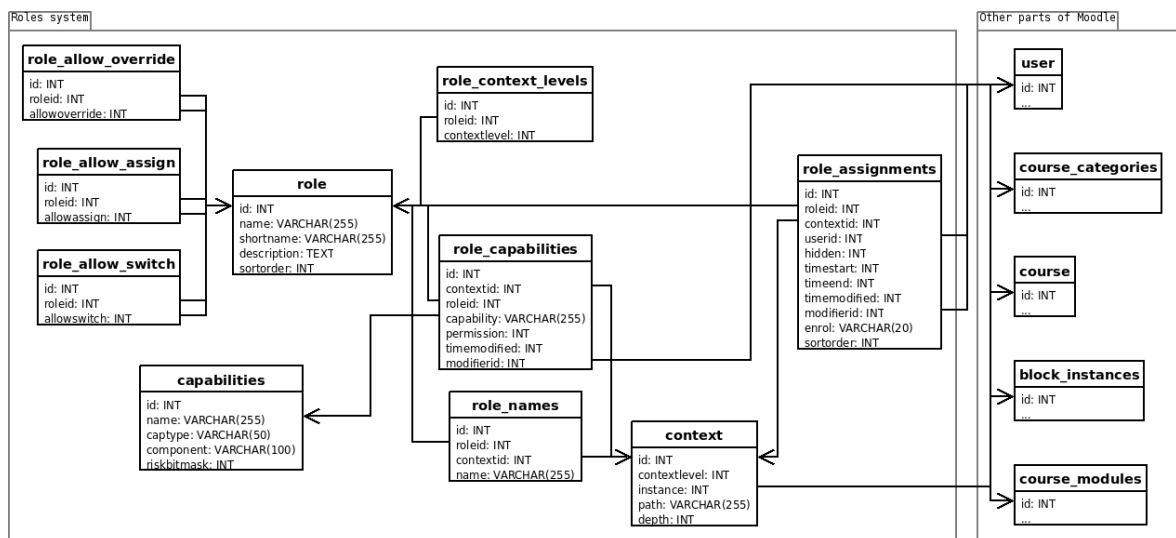 Roles system
role_allow_override
id: INT
roleid: INT
allowoverride: INT
role_allow_assign
id: INT
roleid: INT
allowassign: INT
role_allow_switch
id: INT
roleid: INT
allowswitch: INT
role
id: INT
name: VARCHAR(255)
shortname: VARCHAR(255)
description: TEXT
sortorder: INT
capabilities
id: INT
name: VARCHAR(255)
captype: VARCHAR(50)
component: VARCHAR(100)
riskbitmask: INT
role_context_levels
id: INT
roleid: INT
contextlevel: INT
role_capabilities
id: INT
contextid: INT
roleid: INT
capability: VARCHAR(255)
permission: INT
timemodified: INT
modifierid: INT
role_names
id: INT
roleid: INT
contextid: INT
name: VARCHAR(255)
context
id: INT
contextlevel: INT
instance: INT
path: VARCHAR(255)
depth: INT
role_assignments
id: INT
roleid: INT
contextid: INT
userid: INT
hidden: INT
timestart: INT
timeend: INT
timemodified: INT
modifierid: INT
enrol: VARCHAR(20)
sortorder: INT
Other parts of Moodle
user
id: INT
...
course_categories
id: INT
...
course
id: INT
...
block_instances
id: INT
...
course_modules
id: INT
...